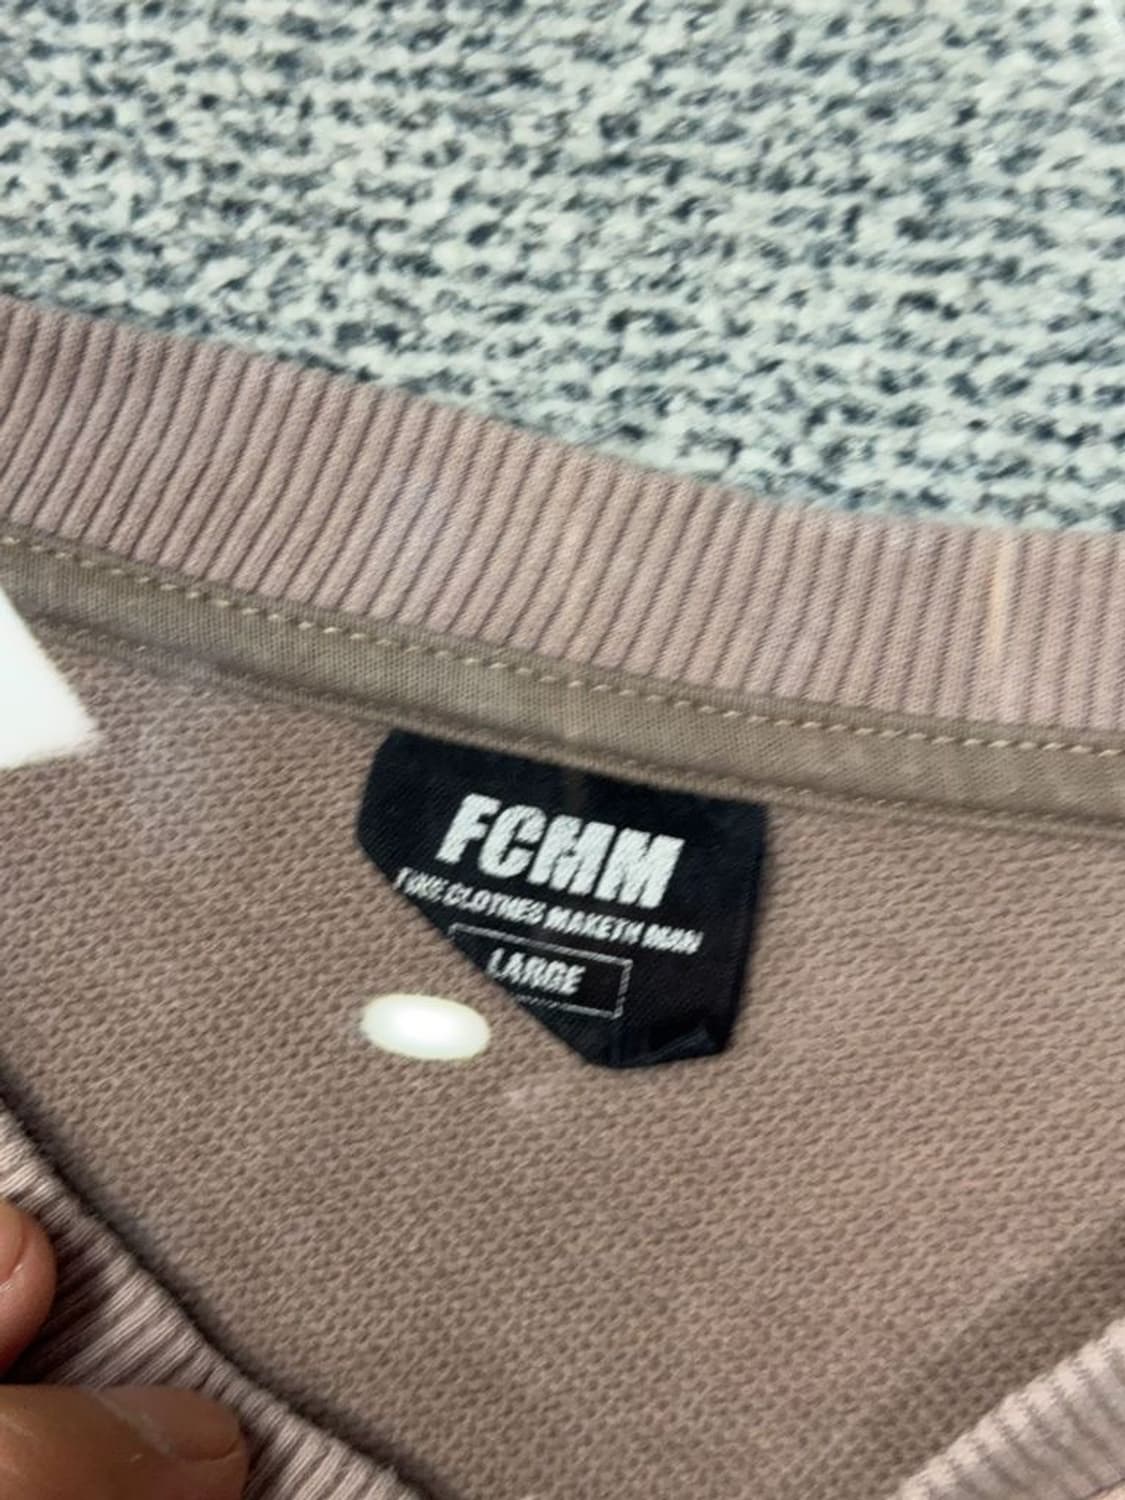 FCMM
FINE CLOTHES MAKETH MAN
LARGE